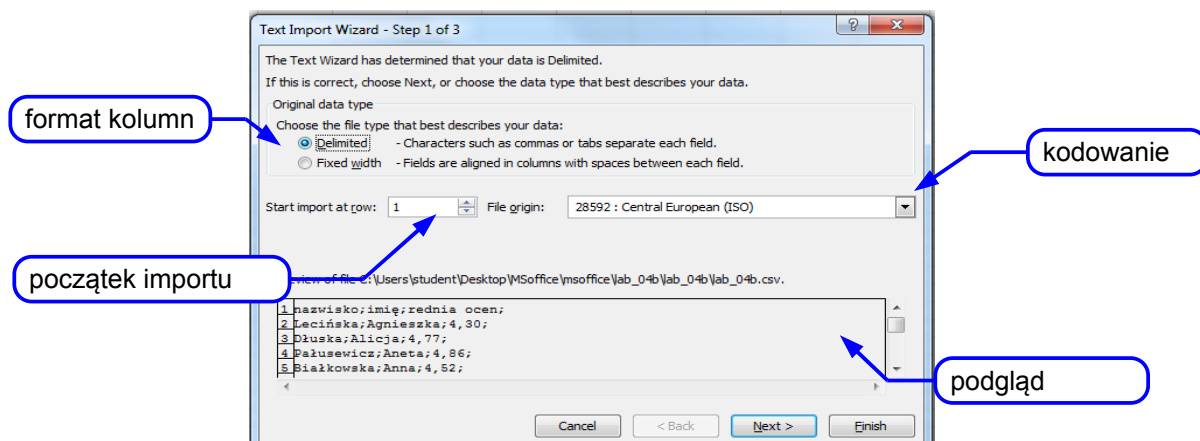 Text Import Wizard - Step 1 of 3
The Text Wizard has determined that your data is Delimited.
If this is correct, choose Next, or choose the data type that best describes your data.
Original data type
format kolumn
Choose the file type that best describes your data:
Delimited - Characters such as commas or tabs separate each field.
Fixed width - Fields are aligned in columns with spaces between each field.
kodowanie
Start import at row: 1 File origin: 28592 : Central European (ISO)
początek importu
of file C:\Users\student\Desktop\MSoffice\msoffice\lab_04b\lab_04b\lab_04b.csv.
1 nazwisko;imię;rednia ocen;
2 Lecińska;Agnieszka;4,30;
3 Dłuska;Alicja;4,77;
4 Pałusewicz;Aneta;4,86;
5 Białkowska;Anna;4,52;
podgląd
Cancel < Back Next > Finish